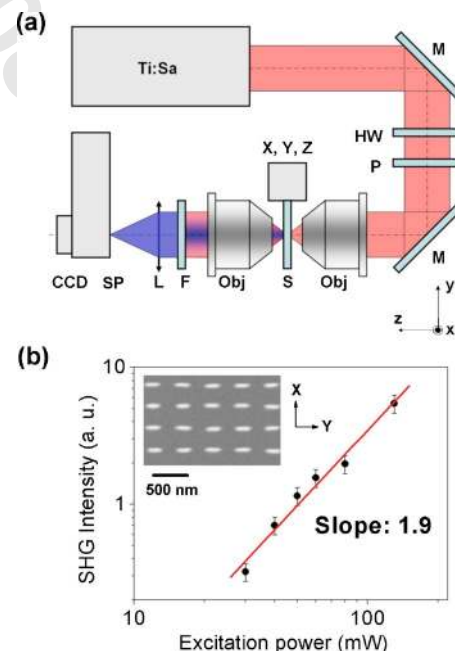 (a)
Ti:Sa
M
HW
P
X, Y, Z
M
CCD SP L F Obj S Obj
y
z
x
(b)
10
X
Y
500 nm
1
Slope: 1.9
SHG Intensity (a. u.)
10 100
Excitation power (mW)